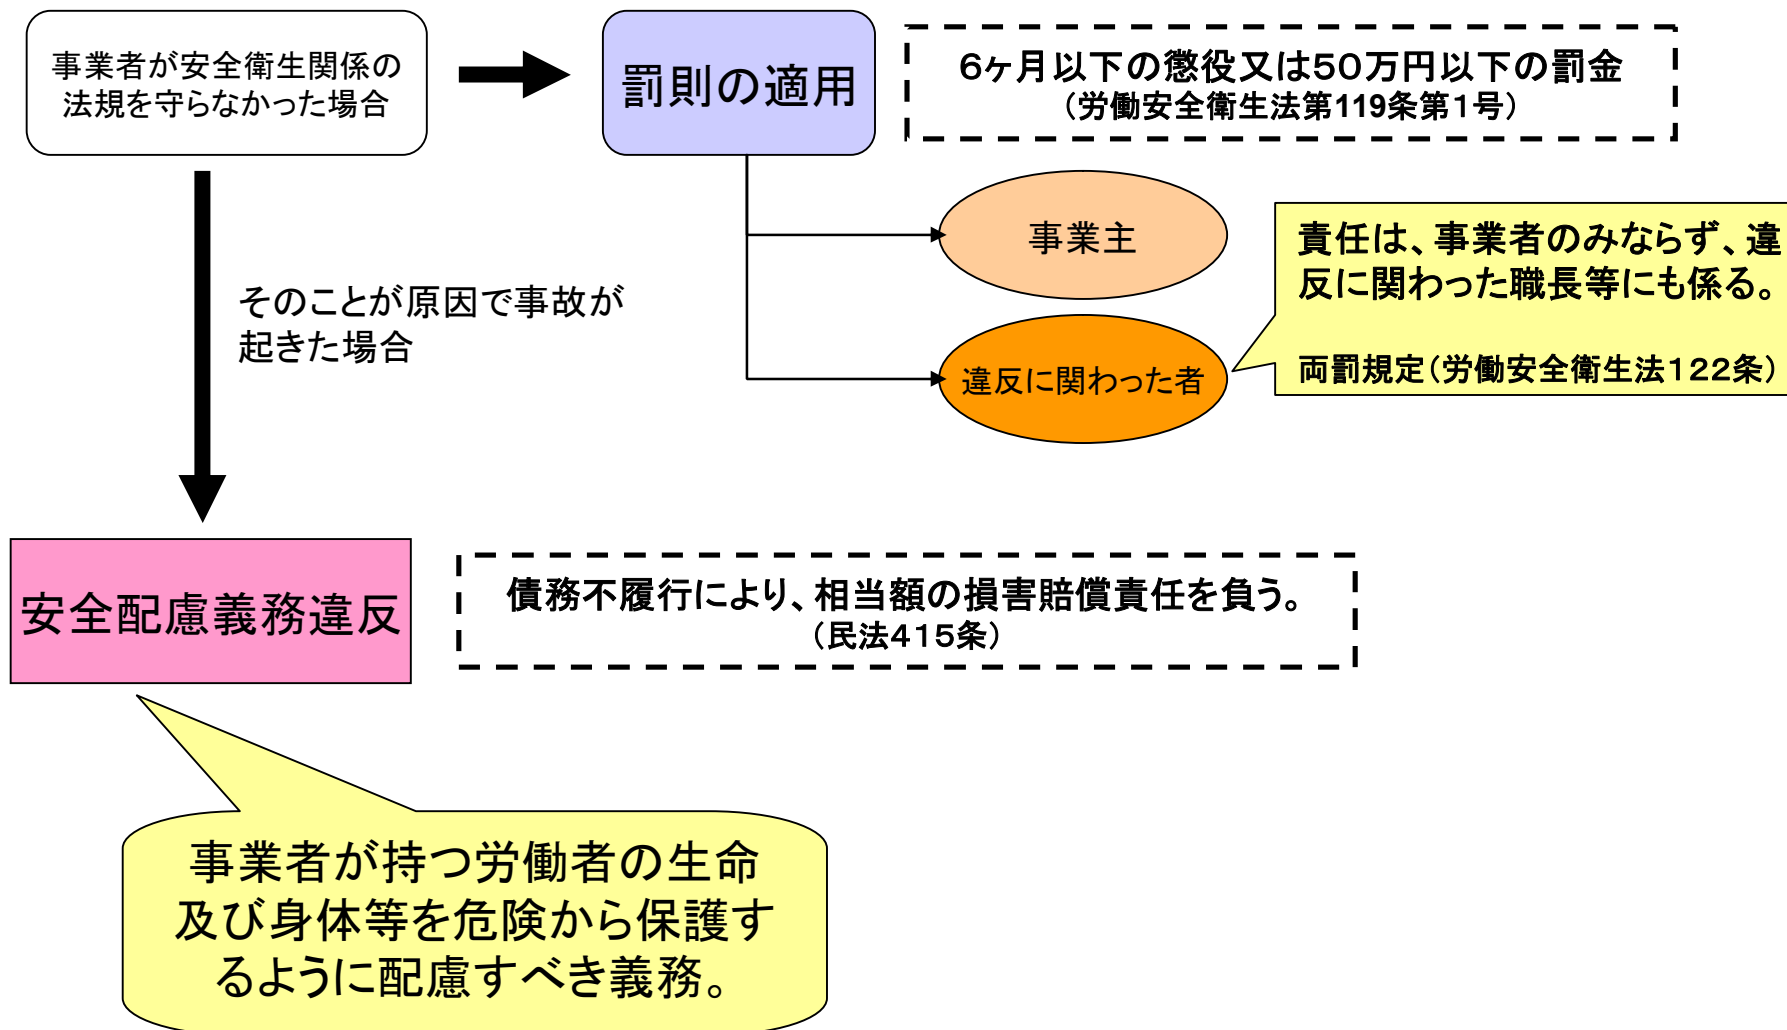 事業者が安全衛生関係の
法規を守らなかった場合
罰則の適用
6ヶ月以下の懲役又は50万円以下の罰金
（労働安全衛生法第119条第1号）
事業主
責任は、事業者のみならず、違
反に関わった職長等にも係る。
両罰規定（労働安全衛生法122条）
違反に関わった者
そのことが原因で事故が
起きた場合
安全配慮義務違反
債務不履行により、相当額の損害賠償責任を負う。
（民法415条）
事業者が持つ労働者の生命
及び身体等を危険から保護す
るように配慮すべき義務。